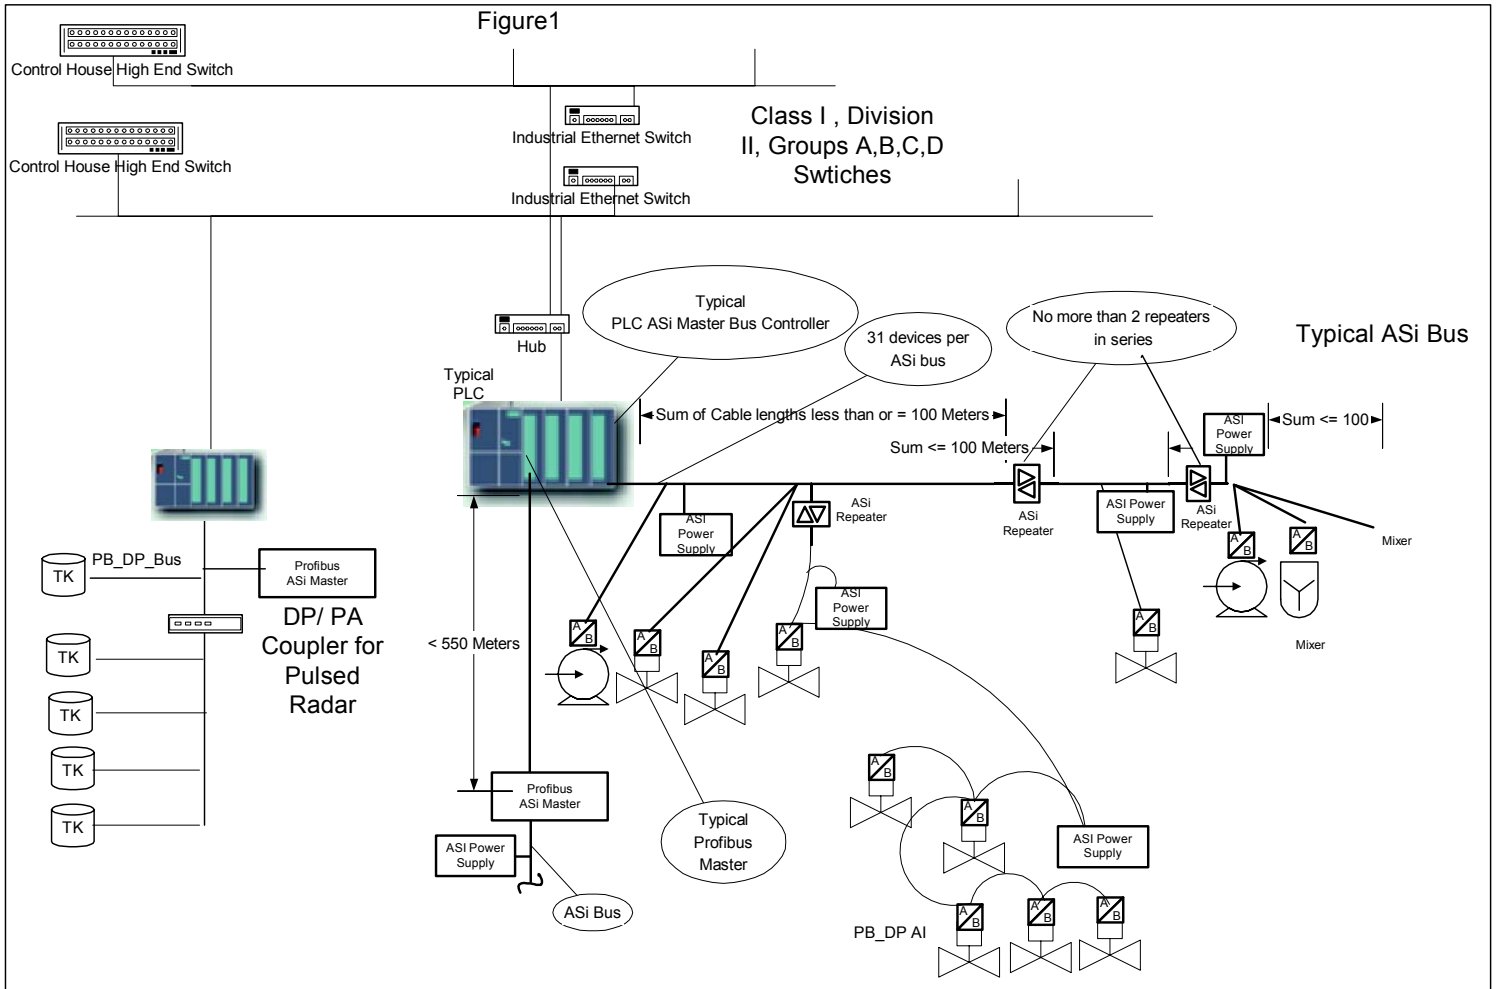 Figure1
Control House High End Switch
Industrial Ethernet Switch
Class I , Division
II, Groups A,B,C,D
Swtiches
Control House High End Switch
Industrial Ethernet Switch
Typical
PLC ASi Master Bus Controller
No more than 2 repeaters
in series
Typical ASi Bus
31 devices per
ASi bus
Hub
Typical
PLC
Sum of Cable lengths less than or = 100 Meters
Sum <= 100 Meters
ASI
Power
Supply
Sum <= 100
ASi
Repeater
ASI
Power
Supply
ASi
Repeater
ASI Power
Supply
ASi
Repeater
Mixer
A
B
A
B
Mixer
PB_DP_Bus
TK
Profibus
ASi Master
DP/ PA
Coupler for
Pulsed
Radar
TK
TK
TK
TK
< 550 Meters
ASI
Power
Supply
A
B
A
B
A
B
A
B
A
B
Profibus
ASi Master
ASI Power
Supply
ASi Bus
Typical
Profibus
Master
A
B
A
B
ASI Power
Supply
A
B
A
B
A
B
PB_DP AI